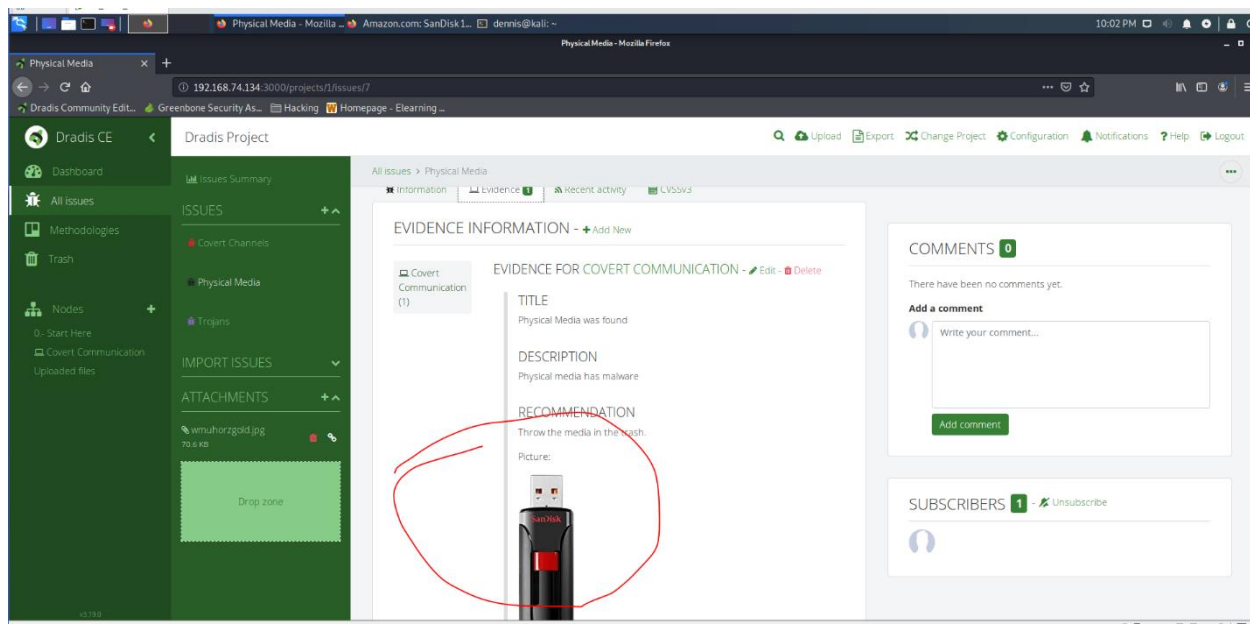 Physical Media - Mozilla ...
Amazon.com: SanDisk 1...
dennis@kali: ~
10:02 PM
Physical Media - Mozilla Firefox
Physical Media
192.168.74.134:3000/projects/1/issues/7
Dradis Community Edit...
Greenbone Security As...
Hacking
Homepage - Elearning ...
Dradis CE
Dradis Project
Upload
Export
Change Project
Configuration
Notifications
? Help
Logout
Dashboard
All issues
Methodologies
Trash
Nodes +
0.- Start Here
Covert Communication
Uploaded files
v3.19.0
Issues Summary
ISSUES
Covert Channels
Physical Media
Trojans
IMPORT ISSUES
ATTACHMENTS
wmuhorzgold.jpg
70.6 KB
Drop zone
All issues > Physical Media
Information
Evidence 1
Recent activity
CVSSv3
EVIDENCE INFORMATION - + Add New
Covert
Communication
(1)
EVIDENCE FOR COVERT COMMUNICATION - Edit - Delete
TITLE
Physical Media was found
DESCRIPTION
Physical media has malware
RECOMMENDATION
Throw the media in the trash.
Picture:
SanDisk
COMMENTS 0
There have been no comments yet.
Add a comment
Write your comment...
Add comment
SUBSCRIBERS 1 - Unsubscribe